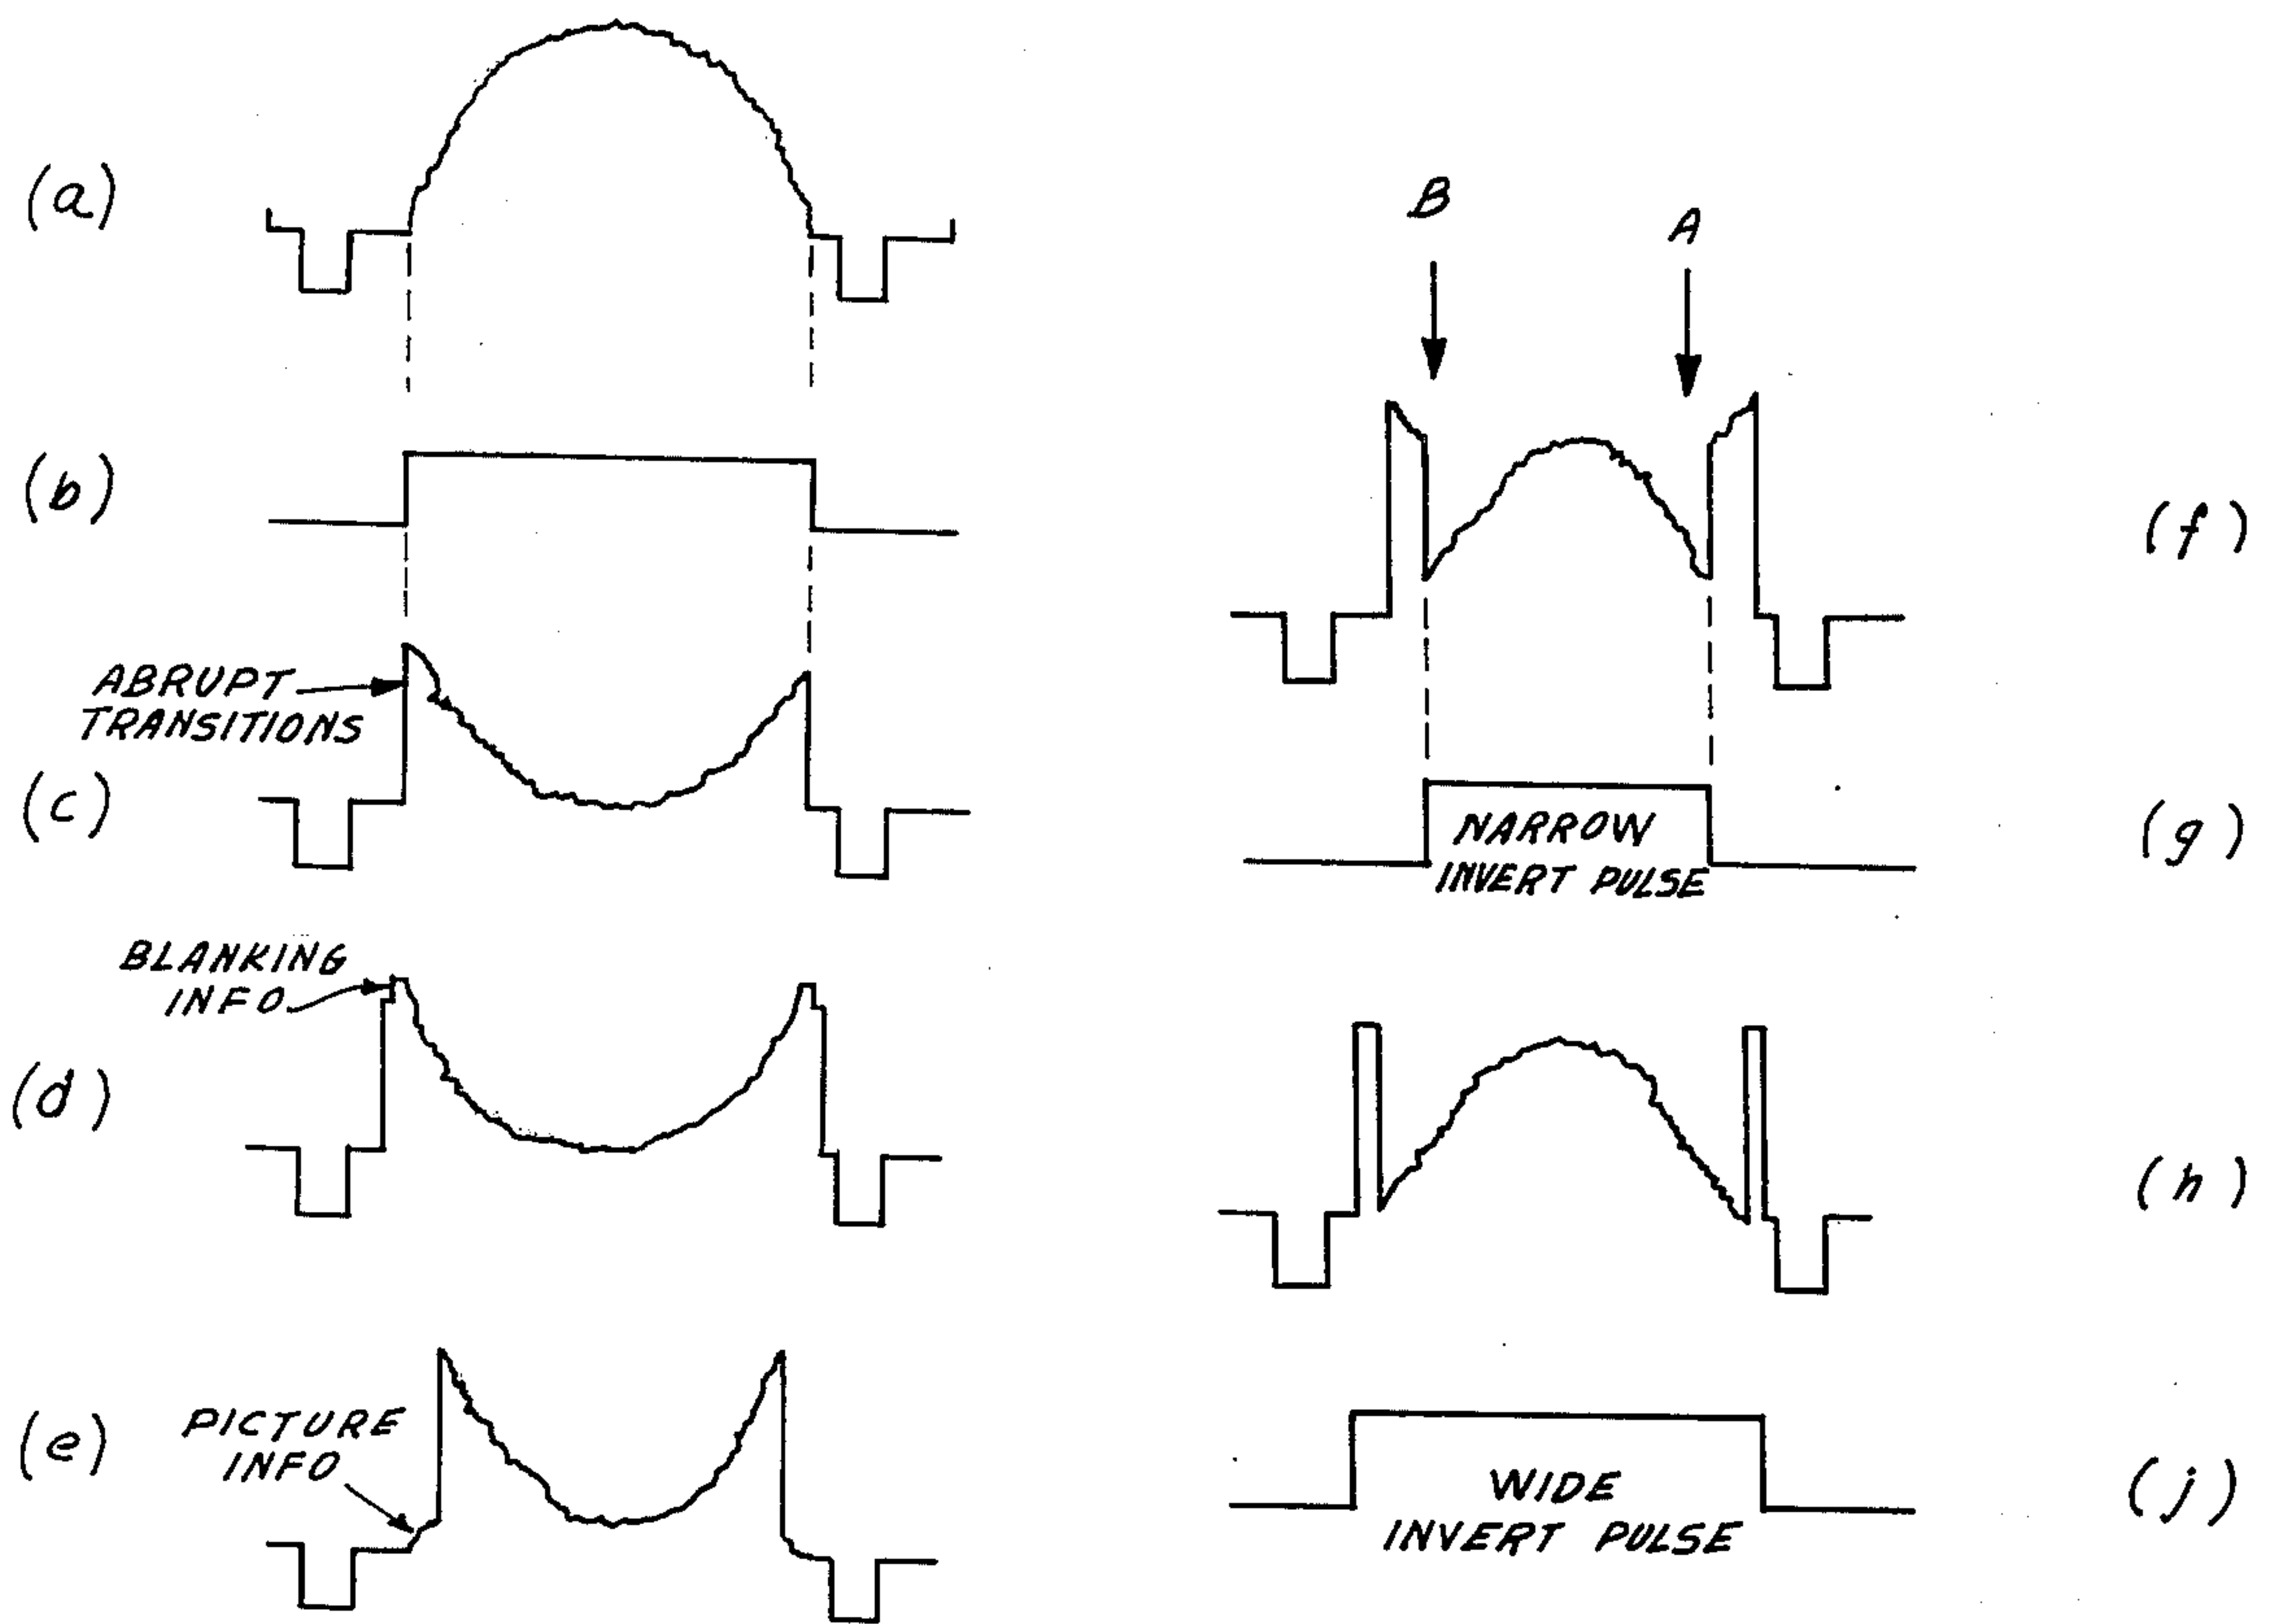 (a)
(b)
ABRUPT
TRANSITIONS
(c)
BLANKING
INFO
(d)
PICTURE
INFO
(e)
B
A
(f)
NARROW
INVERT PULSE
(g)
(h)
WIDE
INVERT PULSE
(j)